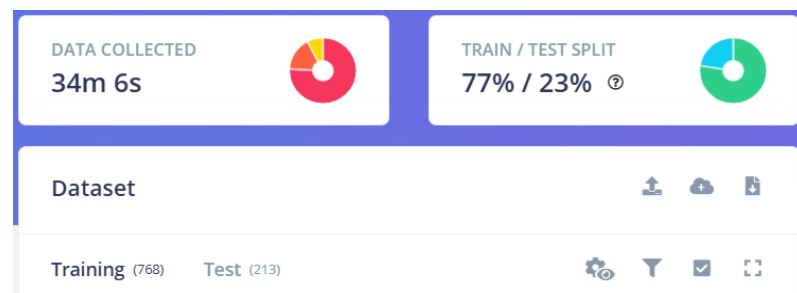 DATA COLLECTED
34m 6s
TRAIN / TEST SPLIT
77% / 23% ?
Dataset
Training (768) Test (213)